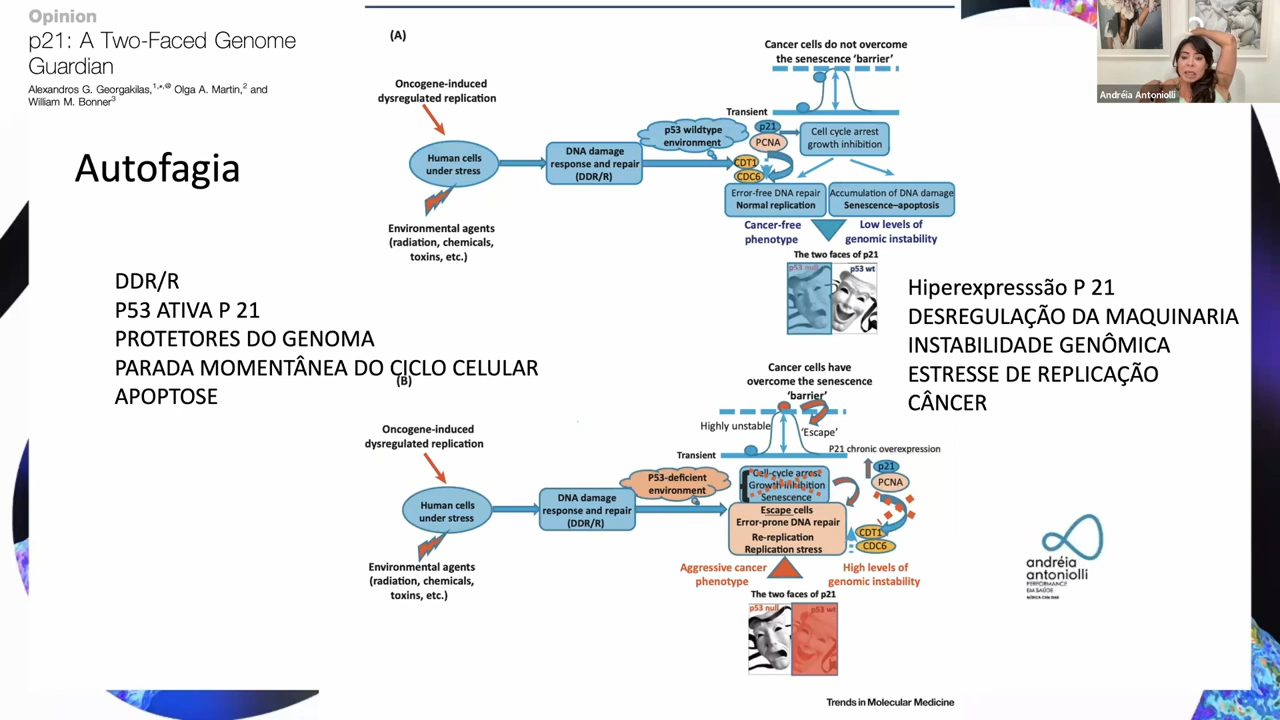 Opinion
p21: A Two-Faced Genome
Guardian
Alexandros G. Georgakilas,1,*,@ Olga A. Martin,2 and
William M. Bonner3
Autofagia
DDR/R
P53 ATIVA P 21
PROTETORES DO GENOMA
PARADA MOMENTÂNEA DO CICLO CELULAR
APOPTOSE
(A)
Cancer cells do not overcome
the senescence ‘barrier’
Oncogene-induced
dysregulated replication
Transient
p53 wildtype
environment
p21
PCNA
Cell cycle arrest
growth inhibition
Human cells
under stress
DNA damage
response and repair
(DDR/R)
CDT1
CDC6
Error-free DNA repair
Normal replication
Accumulation of DNA damage
Senescence–apoptosis
Environmental agents
(radiation, chemicals,
toxins, etc.)
Cancer-free
phenotype
Low levels of
genomic instability
The two faces of p21
p53 null
p53 wt
Hiperexpresssão P 21
DESREGULAÇÃO DA MAQUINARIA
INSTABILIDADE GENÔMICA
ESTRESSE DE REPLICAÇÃO
CÂNCER
(B)
Cancer cells have
overcome the senescence
‘barrier’
Oncogene-induced
dysregulated replication
Highly unstable
‘Escape’
P21 chronic overexpression
Transient
P53-deficient
environment
Cell-cycle arrest
Growth inhibition
Senescence
p21
PCNA
Human cells
under stress
DNA damage
response and repair
(DDR/R)
Escape cells
Error-prone DNA repair
Re-replication
Replication stress
CDT1
CDC6
Environmental agents
(radiation, chemicals,
toxins, etc.)
Aggressive cancer
phenotype
High levels of
genomic instability
The two faces of p21
p53 null
p53 wt
Trends in Molecular Medicine
andréia
antoniolli
PERFORMANCE
EM SAÚDE
Andréia Antoniolli